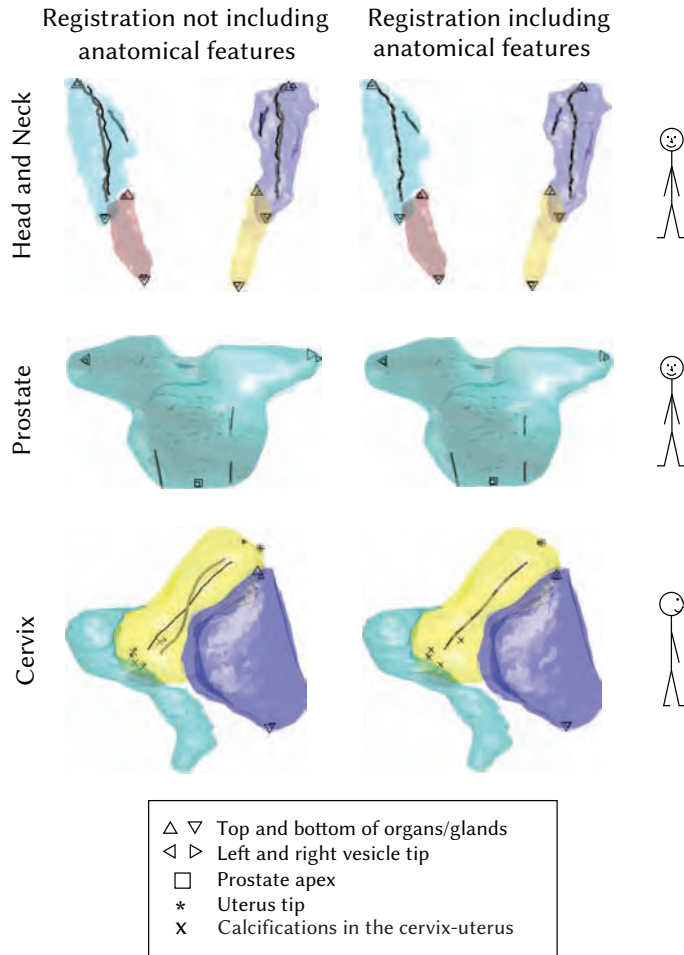 Registration not including
anatomical features
Registration including
anatomical features
Head and Neck
Prostate
Cervix
Top and bottom of organs/glands
Left and right vesicle tip
Prostate apex
Uterus tip
Calcifications in the cervix-uterus